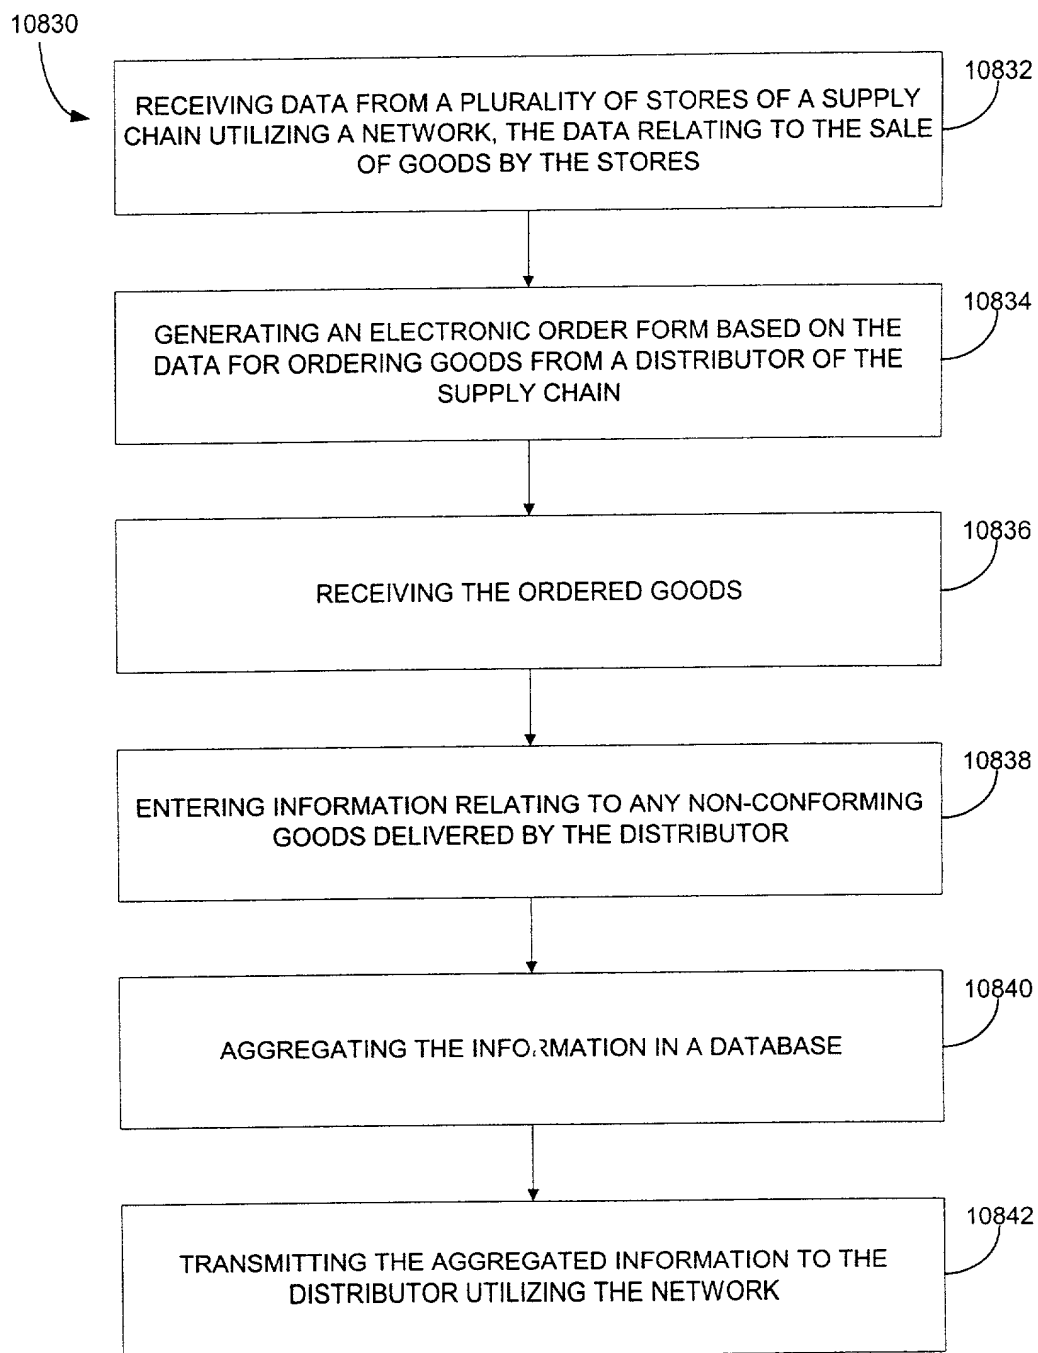 10830
10832
RECEIVING DATA FROM A PLURALITY OF STORES OF A SUPPLY
CHAIN UTILIZING A NETWORK, THE DATA RELATING TO THE SALE
OF GOODS BY THE STORES
10834
GENERATING AN ELECTRONIC ORDER FORM BASED ON THE
DATA FOR ORDERING GOODS FROM A DISTRIBUTOR OF THE
SUPPLY CHAIN
10836
RECEIVING THE ORDERED GOODS
10838
ENTERING INFORMATION RELATING TO ANY NON-CONFORMING
GOODS DELIVERED BY THE DISTRIBUTOR
10840
AGGREGATING THE INFORMATION IN A DATABASE
10842
TRANSMITTING THE AGGREGATED INFORMATION TO THE
DISTRIBUTOR UTILIZING THE NETWORK